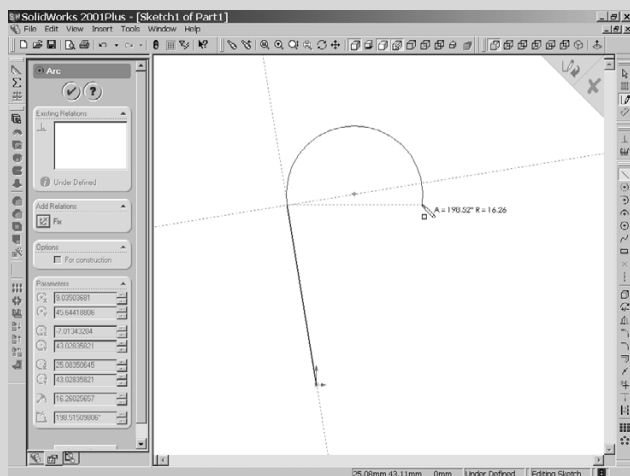 SolidWorks 2001Plus - [Sketch1 of Part1]
File Edit View Insert Tools Window Help
Arc
Existing Relations
Under Defined
Add Relations
Fix
Options
For construction
Parameters
9.03503681
45.64418806
-7.01343284
43.02835821
25.08350645
43.02835821
16.26025657
A = 190.52° R = 16.26
25.08mm 43.11mm 0mm Under Defined Editing Sketch